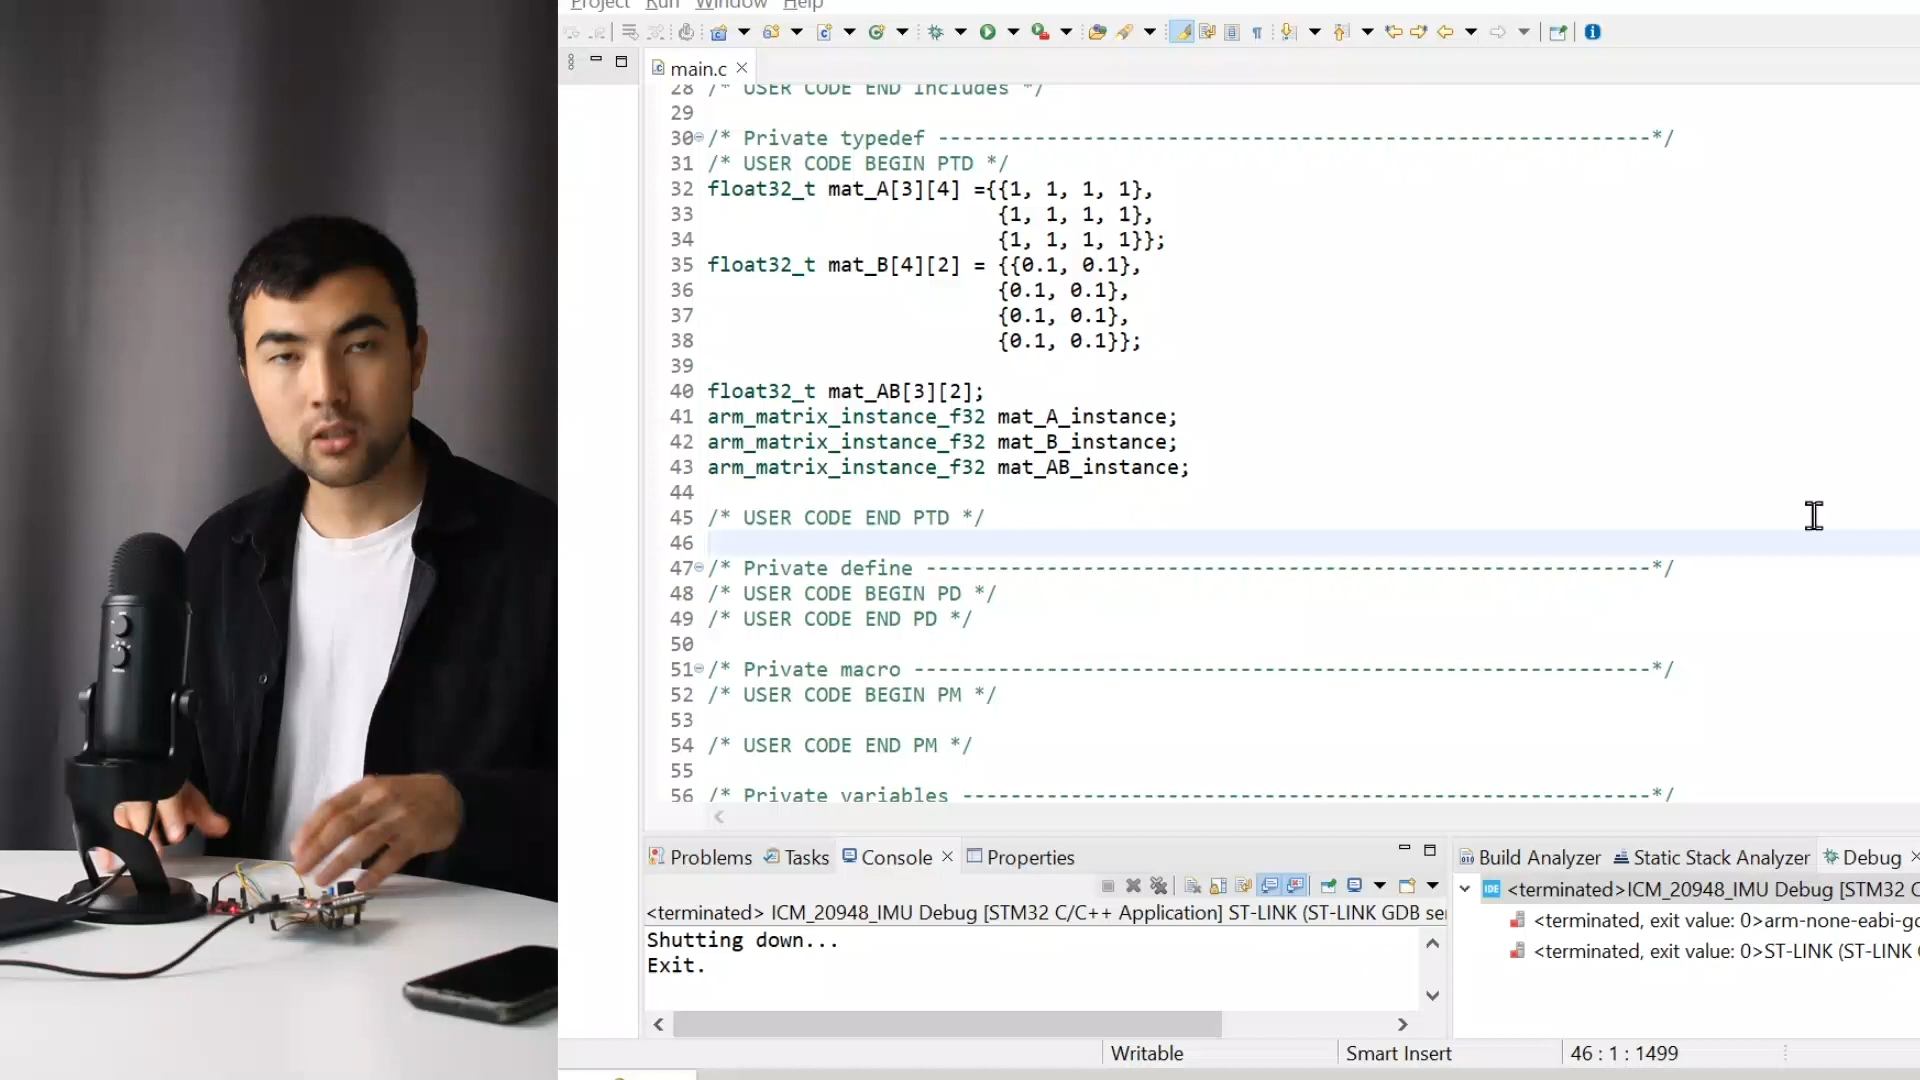 Project Run Window Help
main.c
28 /* USER CODE END Includes */
29
30 /* Private typedef -----------------------------------------------------------*/
31 /* USER CODE BEGIN PTD */
32 float32_t mat_A[3][4] ={{1, 1, 1, 1},
33 {1, 1, 1, 1},
34 {1, 1, 1, 1}};
35 float32_t mat_B[4][2] = {{0.1, 0.1},
36 {0.1, 0.1},
37 {0.1, 0.1},
38 {0.1, 0.1}};
39
40 float32_t mat_AB[3][2];
41 arm_matrix_instance_f32 mat_A_instance;
42 arm_matrix_instance_f32 mat_B_instance;
43 arm_matrix_instance_f32 mat_AB_instance;
44
45 /* USER CODE END PTD */
46
47 /* Private define ------------------------------------------------------------*/
48 /* USER CODE BEGIN PD */
49 /* USER CODE END PD */
50
51 /* Private macro -------------------------------------------------------------*/
52 /* USER CODE BEGIN PM */
53
54 /* USER CODE END PM */
55
56 /* Private variables ---------------------------------------------------------*/
Problems Tasks Console Properties
<terminated> ICM_20948_IMU Debug [STM32 C/C++ Application] ST-LINK (ST-LINK GDB se
Shutting down...
Exit.
Build Analyzer Static Stack Analyzer Debug
IDE <terminated>ICM_20948_IMU Debug [STM32 C
<terminated, exit value: 0>arm-none-eabi-g
<terminated, exit value: 0>ST-LINK (ST-LINK
Writable Smart Insert 46 : 1 : 1499